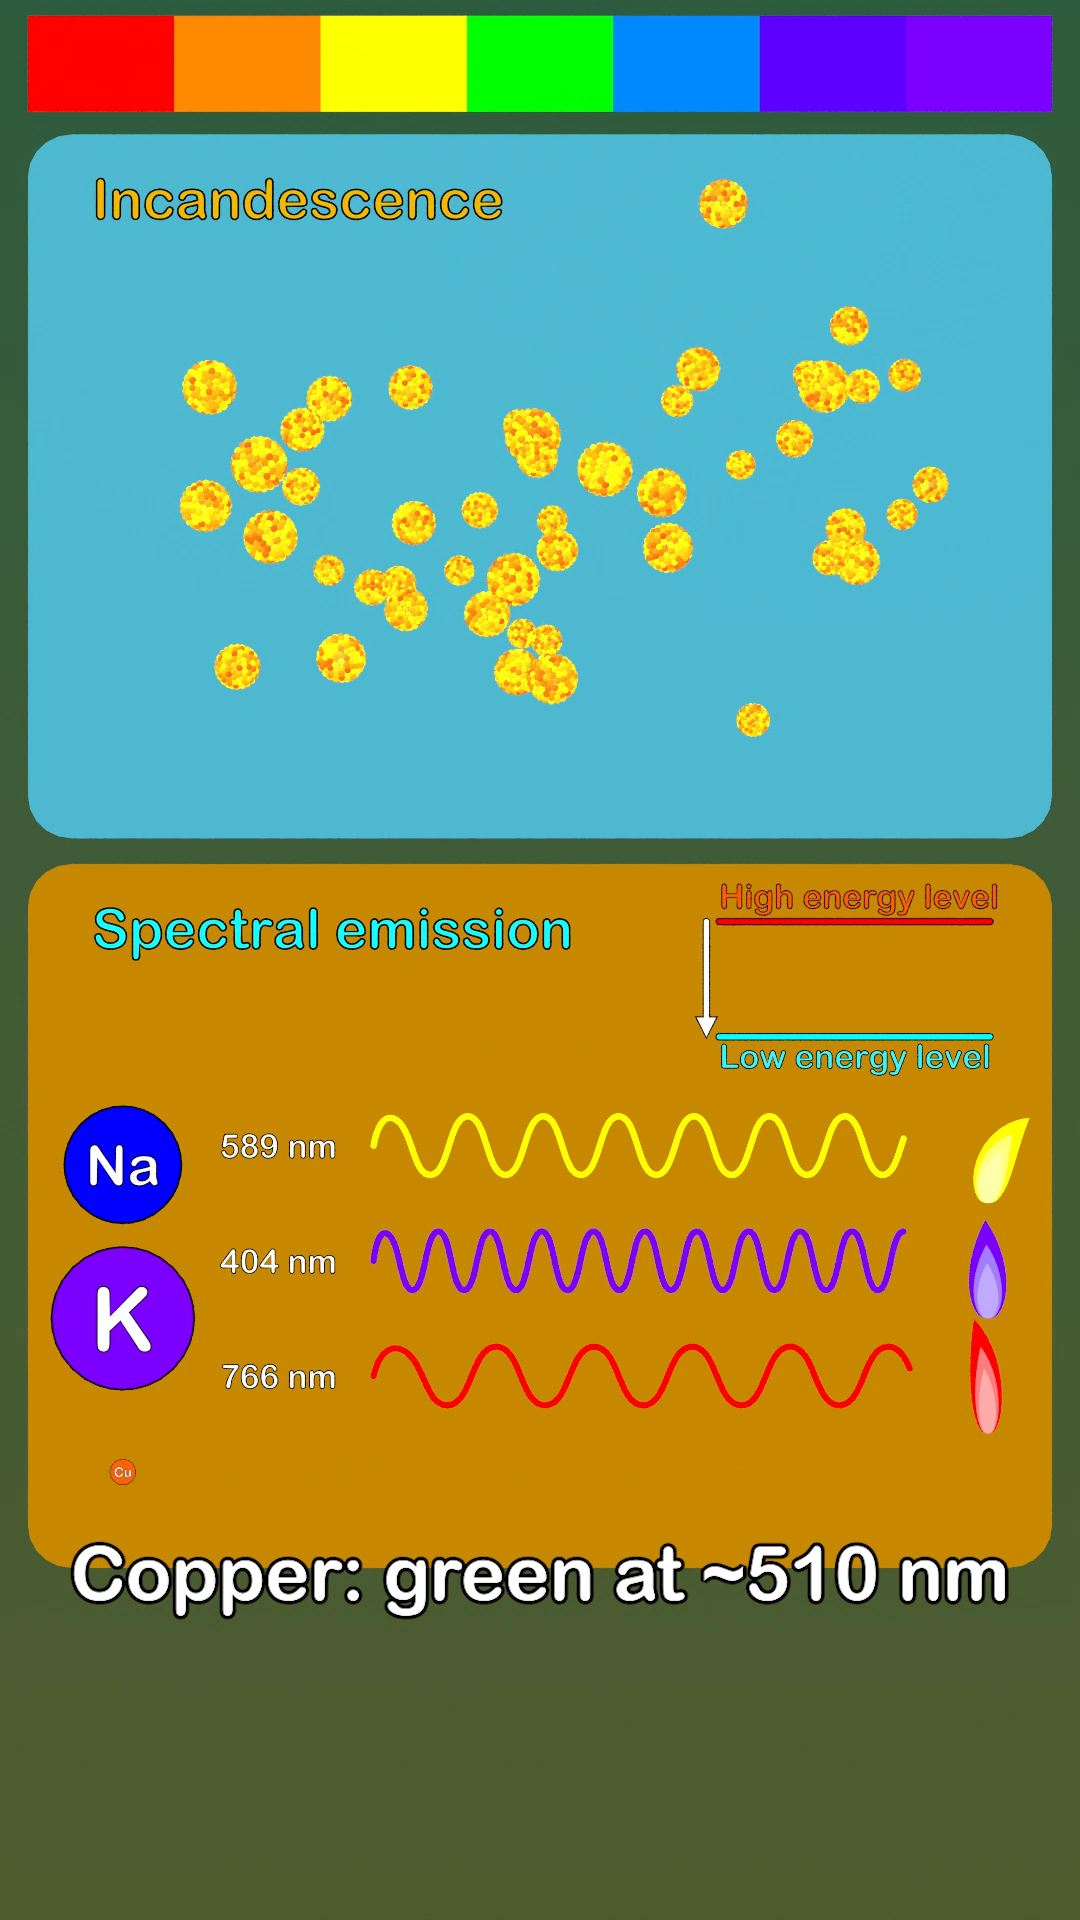 Incandescence
High energy level
Spectral emission
Low energy level
Na
589 nm
404 nm
K
766 nm
Cu
Copper: green at ~510 nm